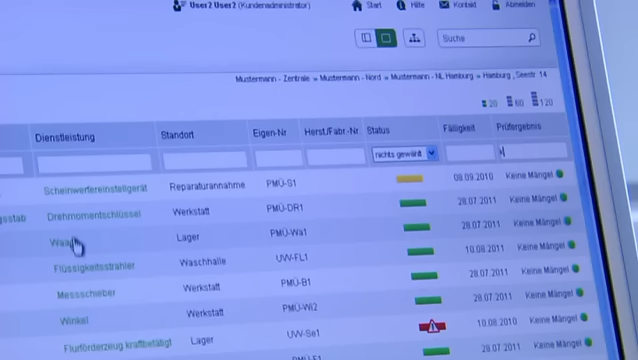 User2 User2 (Kundenadministrator) Start Hilfe Kontakt Abmelden
Suche
Mustermann - Zentrale » Mustermann - Nord » Mustermann - NL Hamburg » Hamburg , Seestr. 14
20 60 120
Dienstleistung Standort Eigen-Nr Herst/Fabr-Nr. Status Fälligkeit Prüfergebnis
nichts gewählt
Scheinwerfereinstellgerät Reparaturannahme PMÜ-S1 08.09.2010 Keine Mängel
gsstab Drehmomentschlüssel Werkstatt PMÜ-DR1 28.07.2011 Keine Mängel
Lager PMÜ-Wa1 28.07.2011 Keine Mängel
Flüssigkeitsstrahler Waschhalle UVV-FL1 10.08.2011 Keine Mängel
Messschieber Werkstatt PMÜ-B1 28.07.2011 Keine Mängel
Winkel Werkstatt PMÜ-Wi2 28.07.2011 Keine Mängel
Flurförderzeug kraftbetätigt Lager UVV-Se1 10.08.2010 Keine Mängel
28.07.2011 Keine Mängel